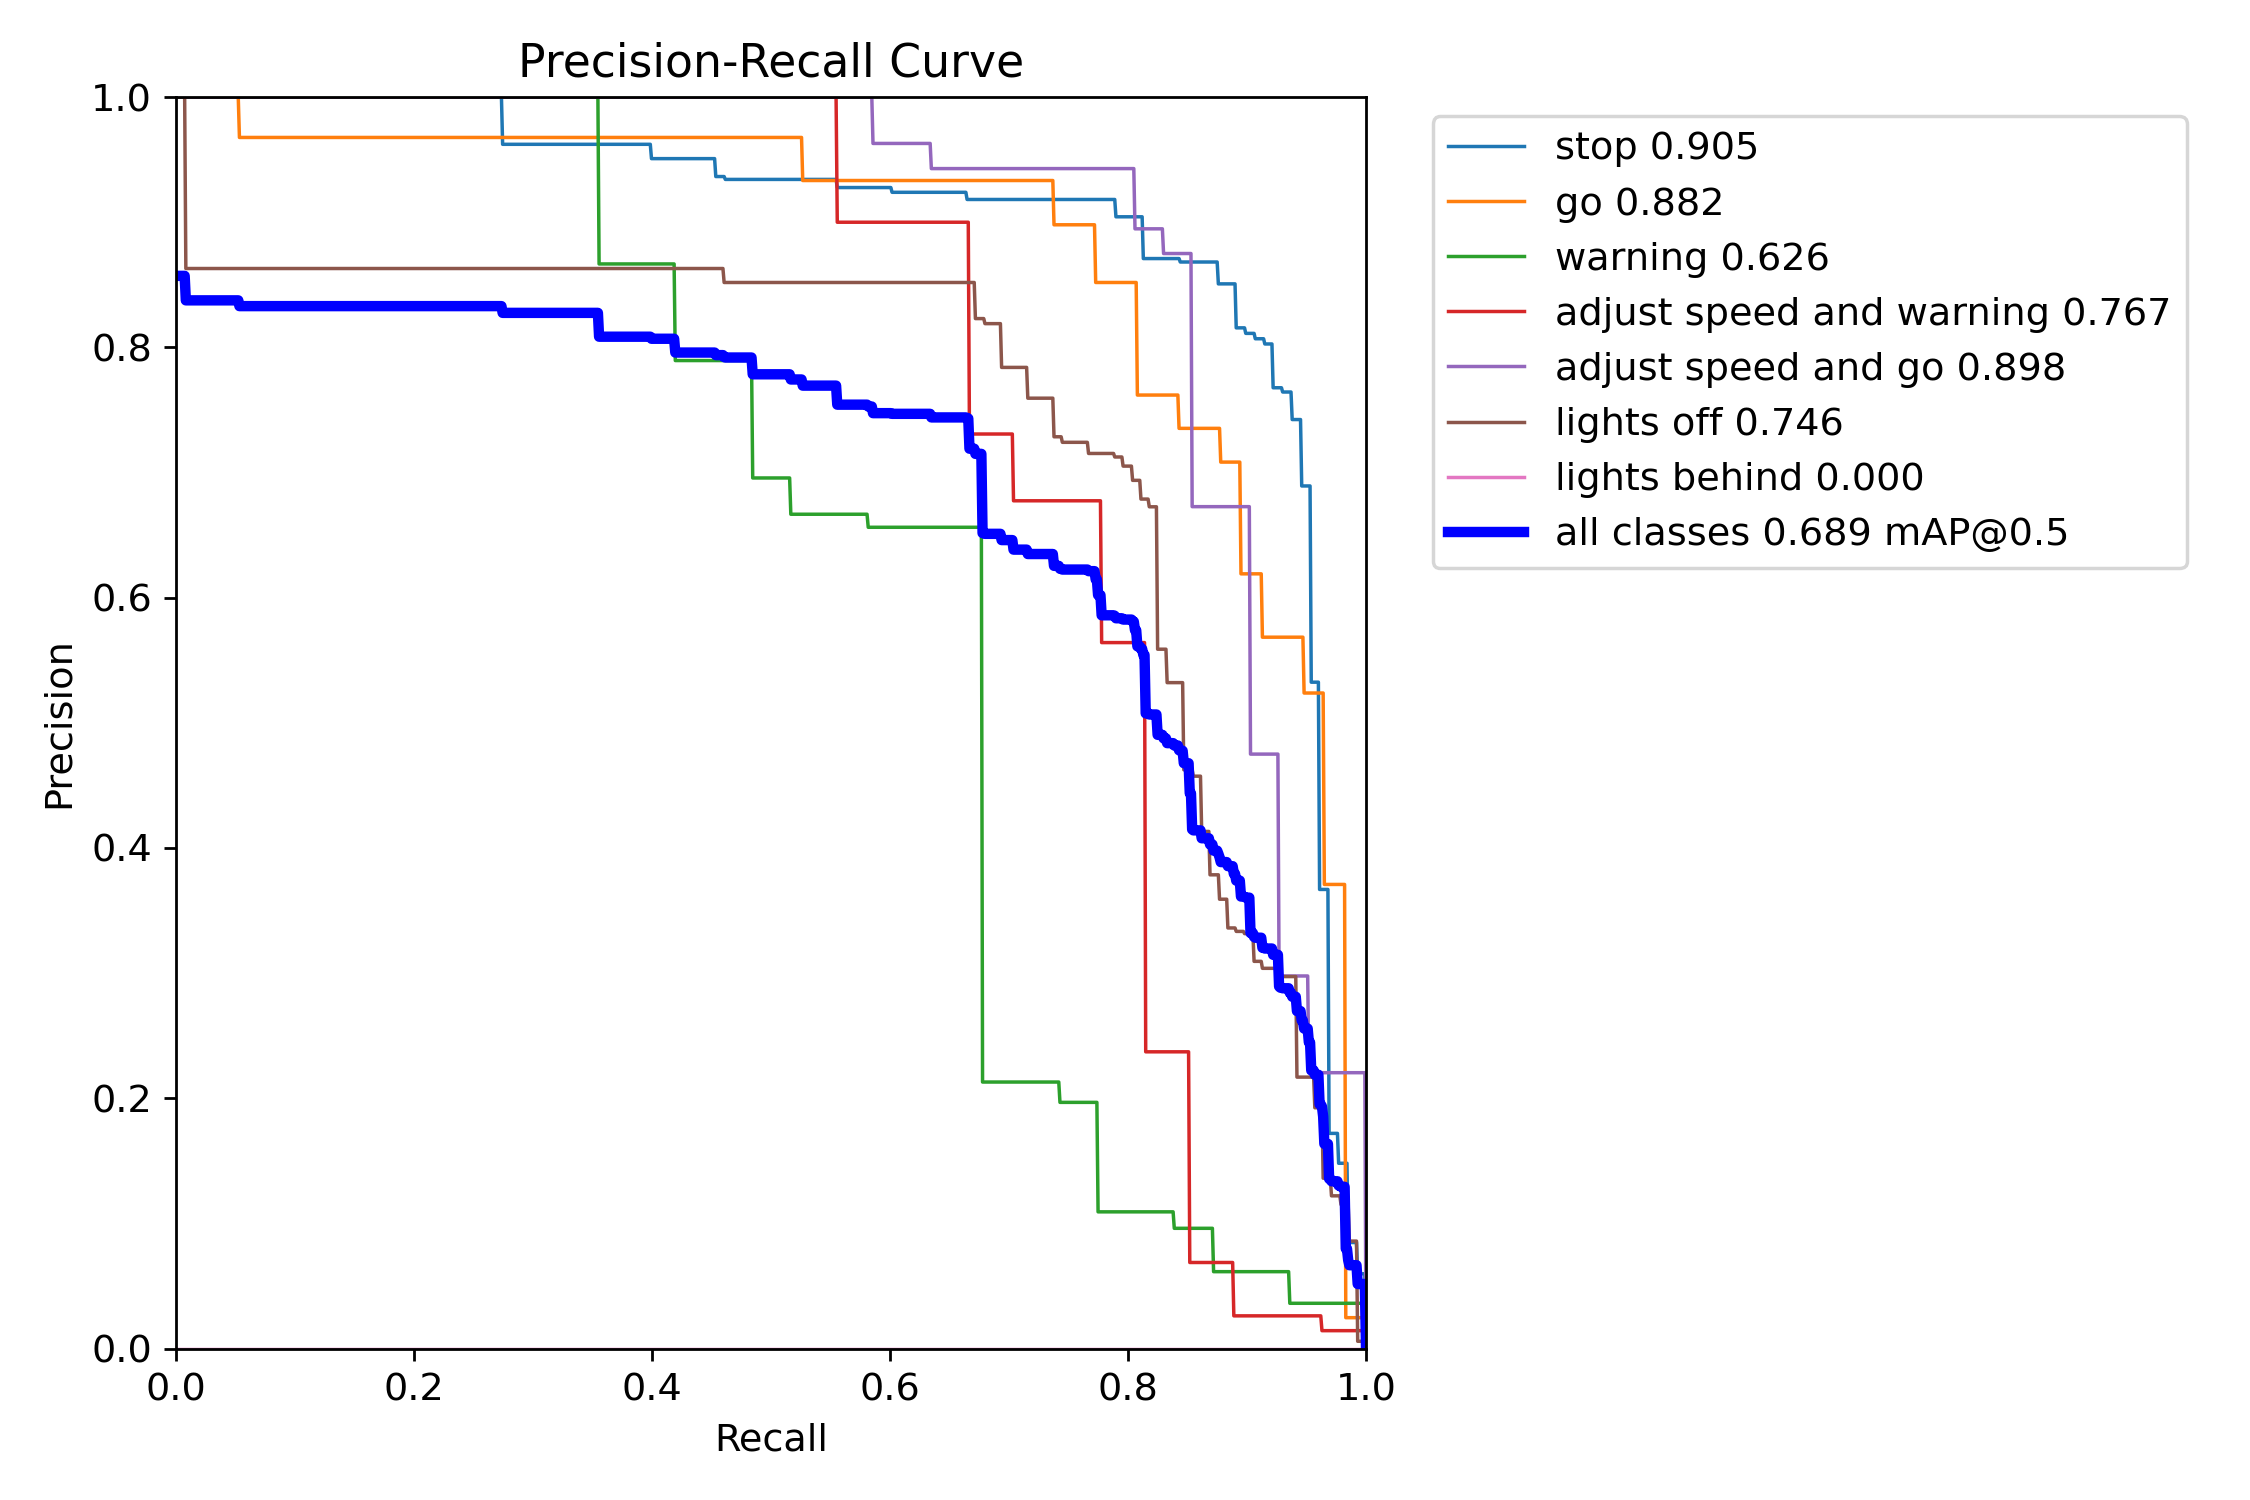 Precision-Recall Curve
1.0
0.8
0.6
0.4
0.2
0.0
Precision
0.0 0.2 0.4 0.6 0.8 1.0
Recall
stop 0.905
go 0.882
warning 0.626
adjust speed and warning 0.767
adjust speed and go 0.898
lights off 0.746
lights behind 0.000
all classes 0.689 mAP@0.5